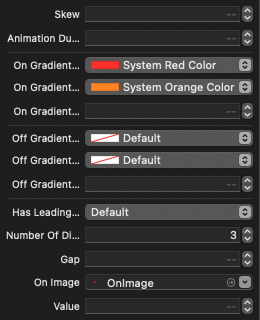 Skew --
Animation Du... --
On Gradient... System Red Color
On Gradient... System Orange Color
On Gradient... --
Off Gradient... Default
Off Gradient... Default
Off Gradient... --
Has Leading... Default
Number Of Di... 3
Gap --
On Image OnImage
Value --